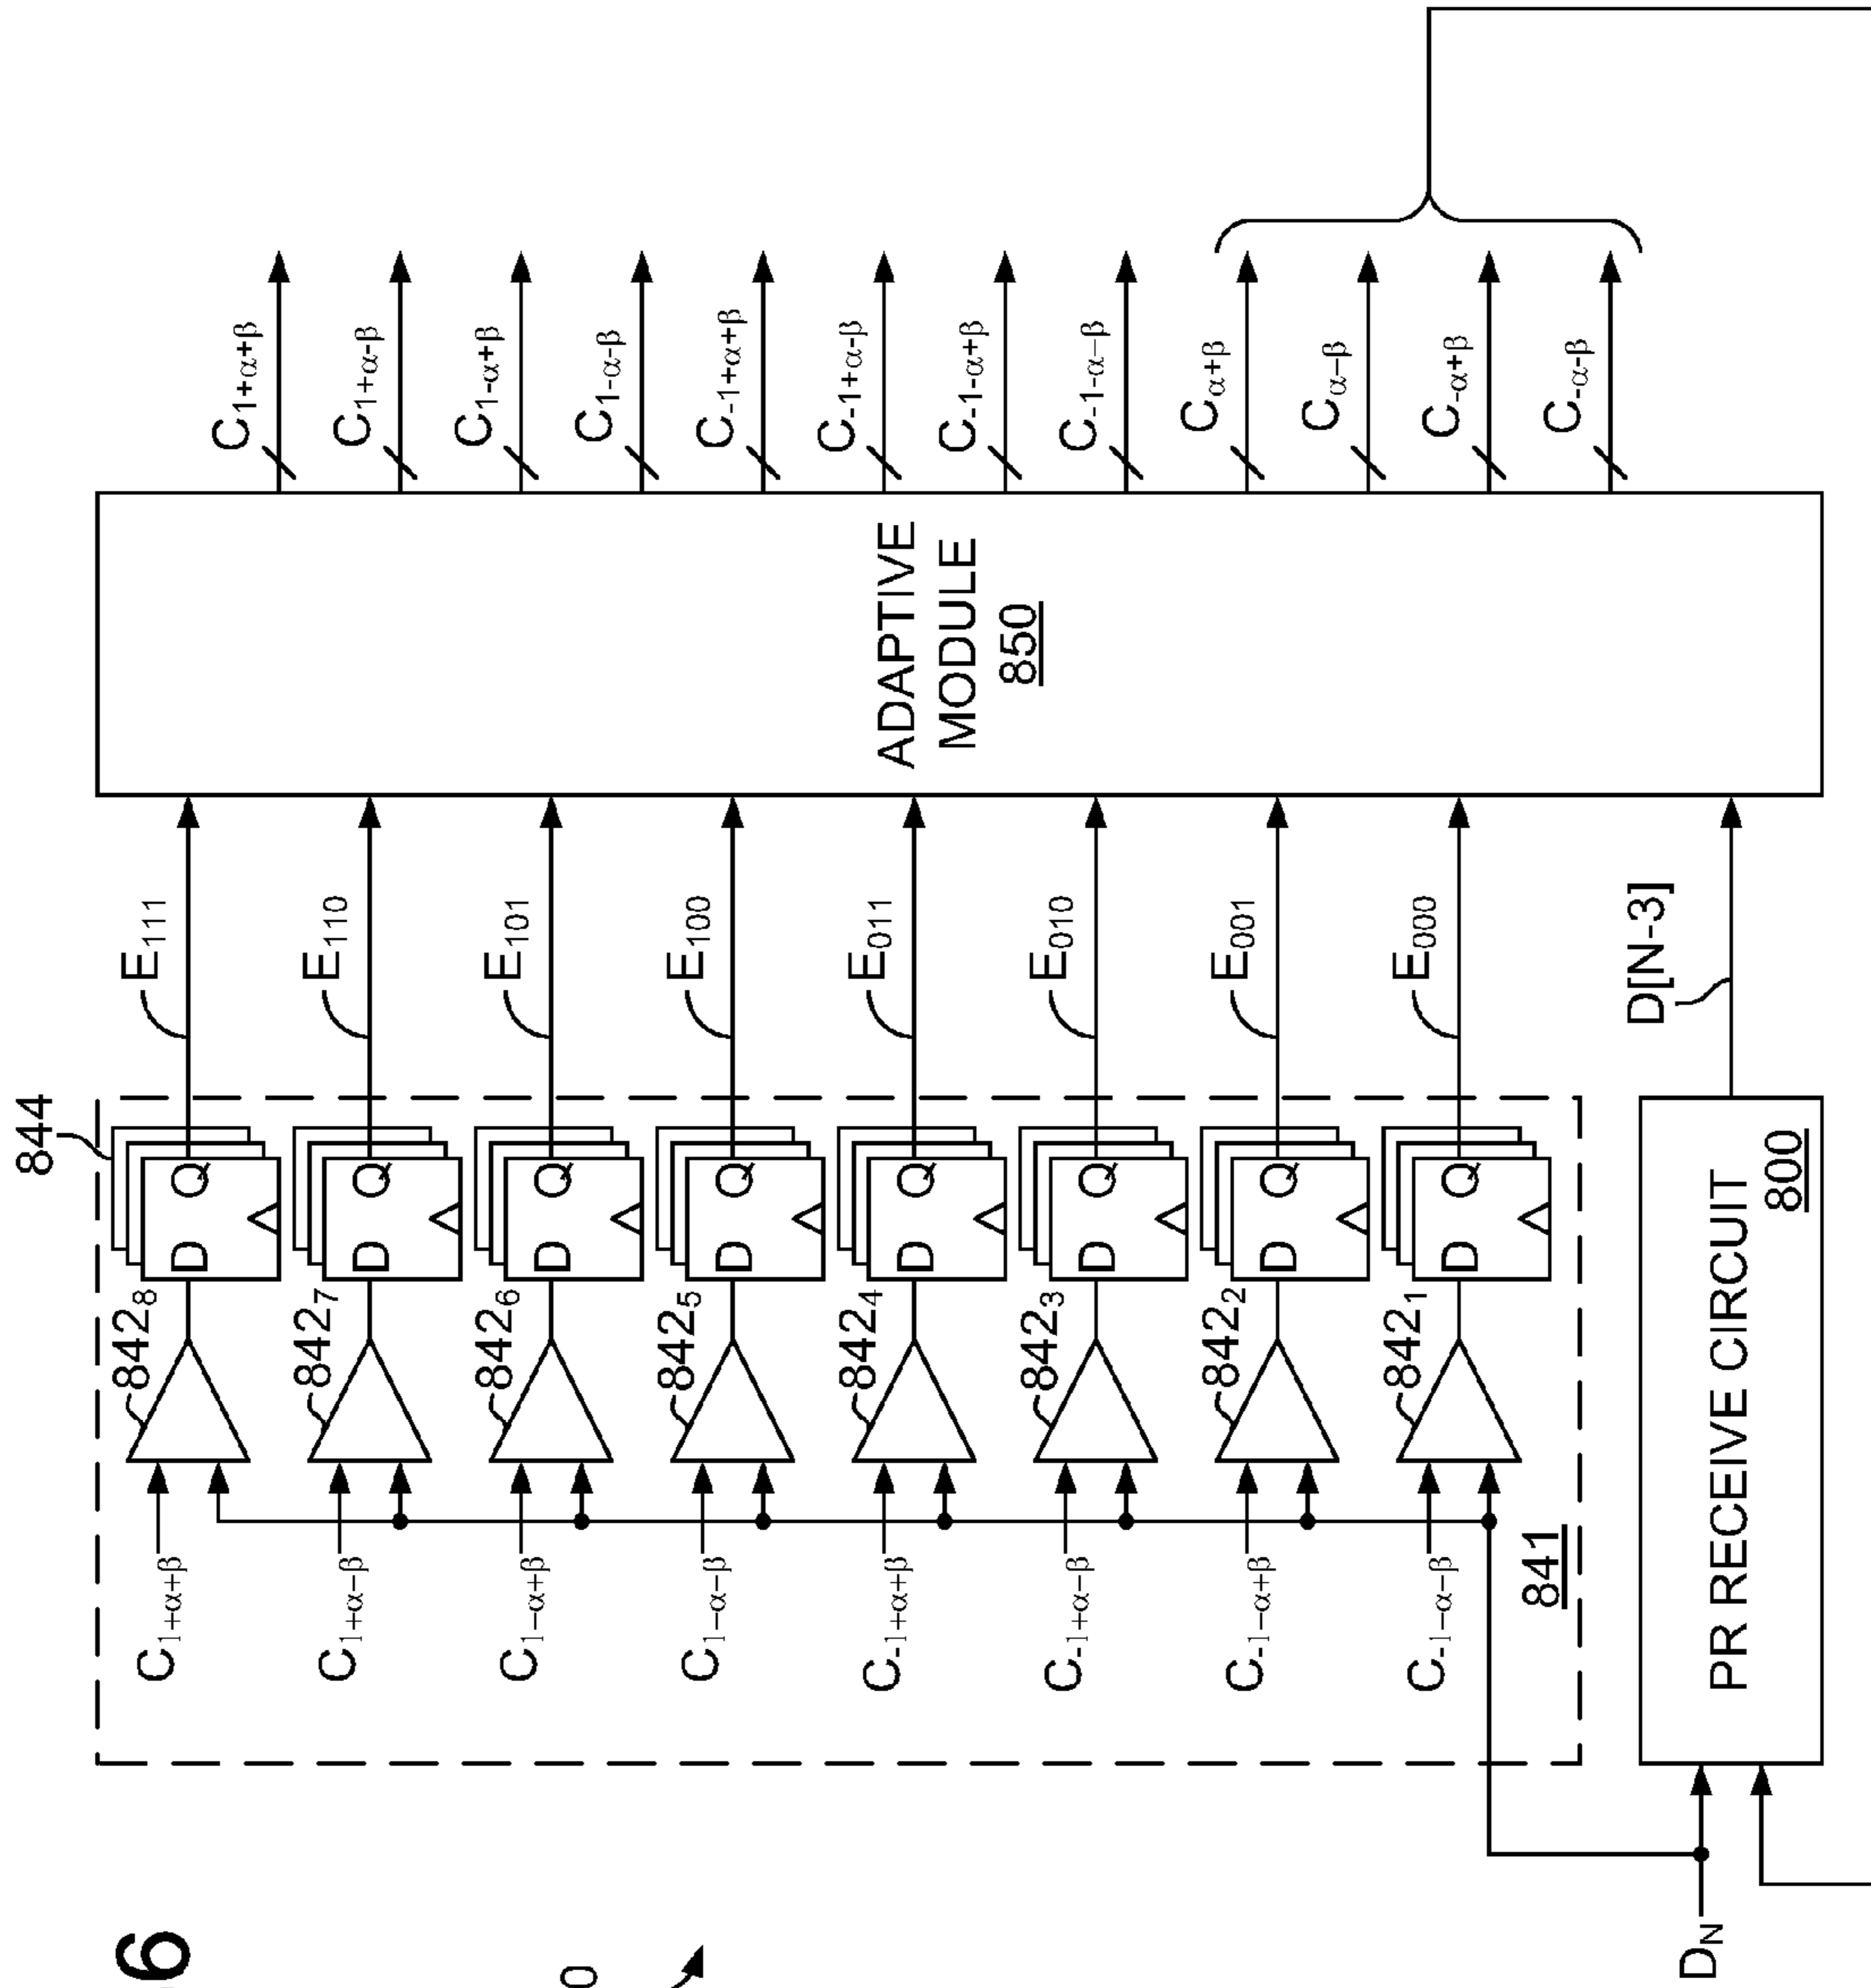 6
0
844
842₈
842₇
842₆
842₅
842₄
842₃
842₂
842₁
C1+α+β
C1+α−β
C1−α+β
C1−α−β
C-1+α+β
C-1+α−β
C-1−α+β
C-1−α−β
D Q
D Q
D Q
D Q
D Q
D Q
D Q
D Q
841
E₁₁₁
E₁₁₀
E₁₀₁
E₁₀₀
E₀₁₁
E₀₁₀
E₀₀₁
E₀₀₀
D_N
PR RECEIVE CIRCUIT
800
D[N-3]
ADAPTIVE
MODULE
850
C1+α+β
C1+α-β
C1-α+β
C1-α-β
C-1+α+β
C-1+α-β
C-1-α+β
C-1-α−β
Cα+β
Cα−β
C-α+β
C-α-β